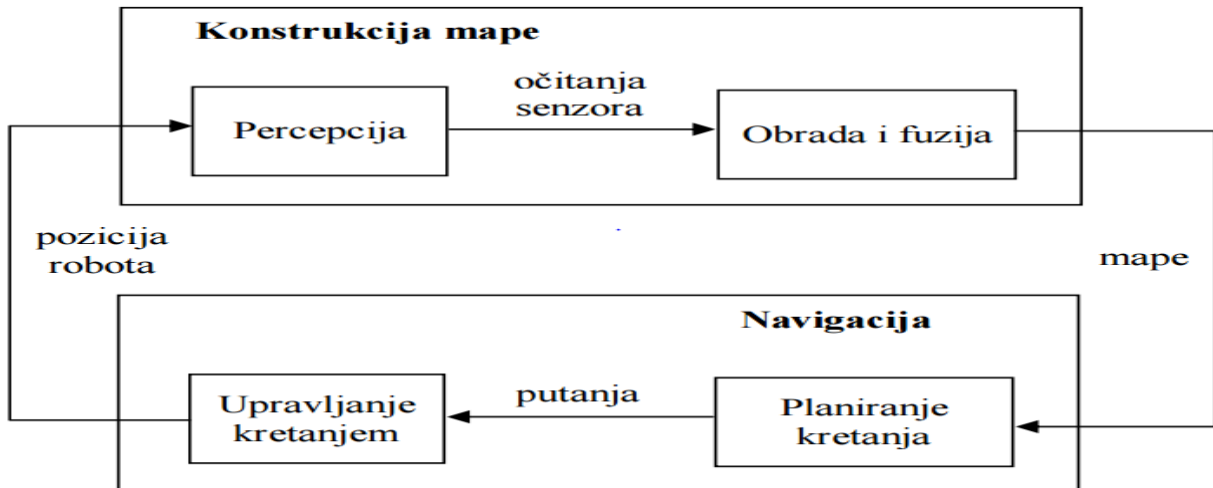 Konstrukcija mape
očitanja
senzora
Percepcija
Obrada i fuzija
pozicija
robota
mape
Navigacija
putanja
Upravljanje
kretanjem
Planiranje
kretanja